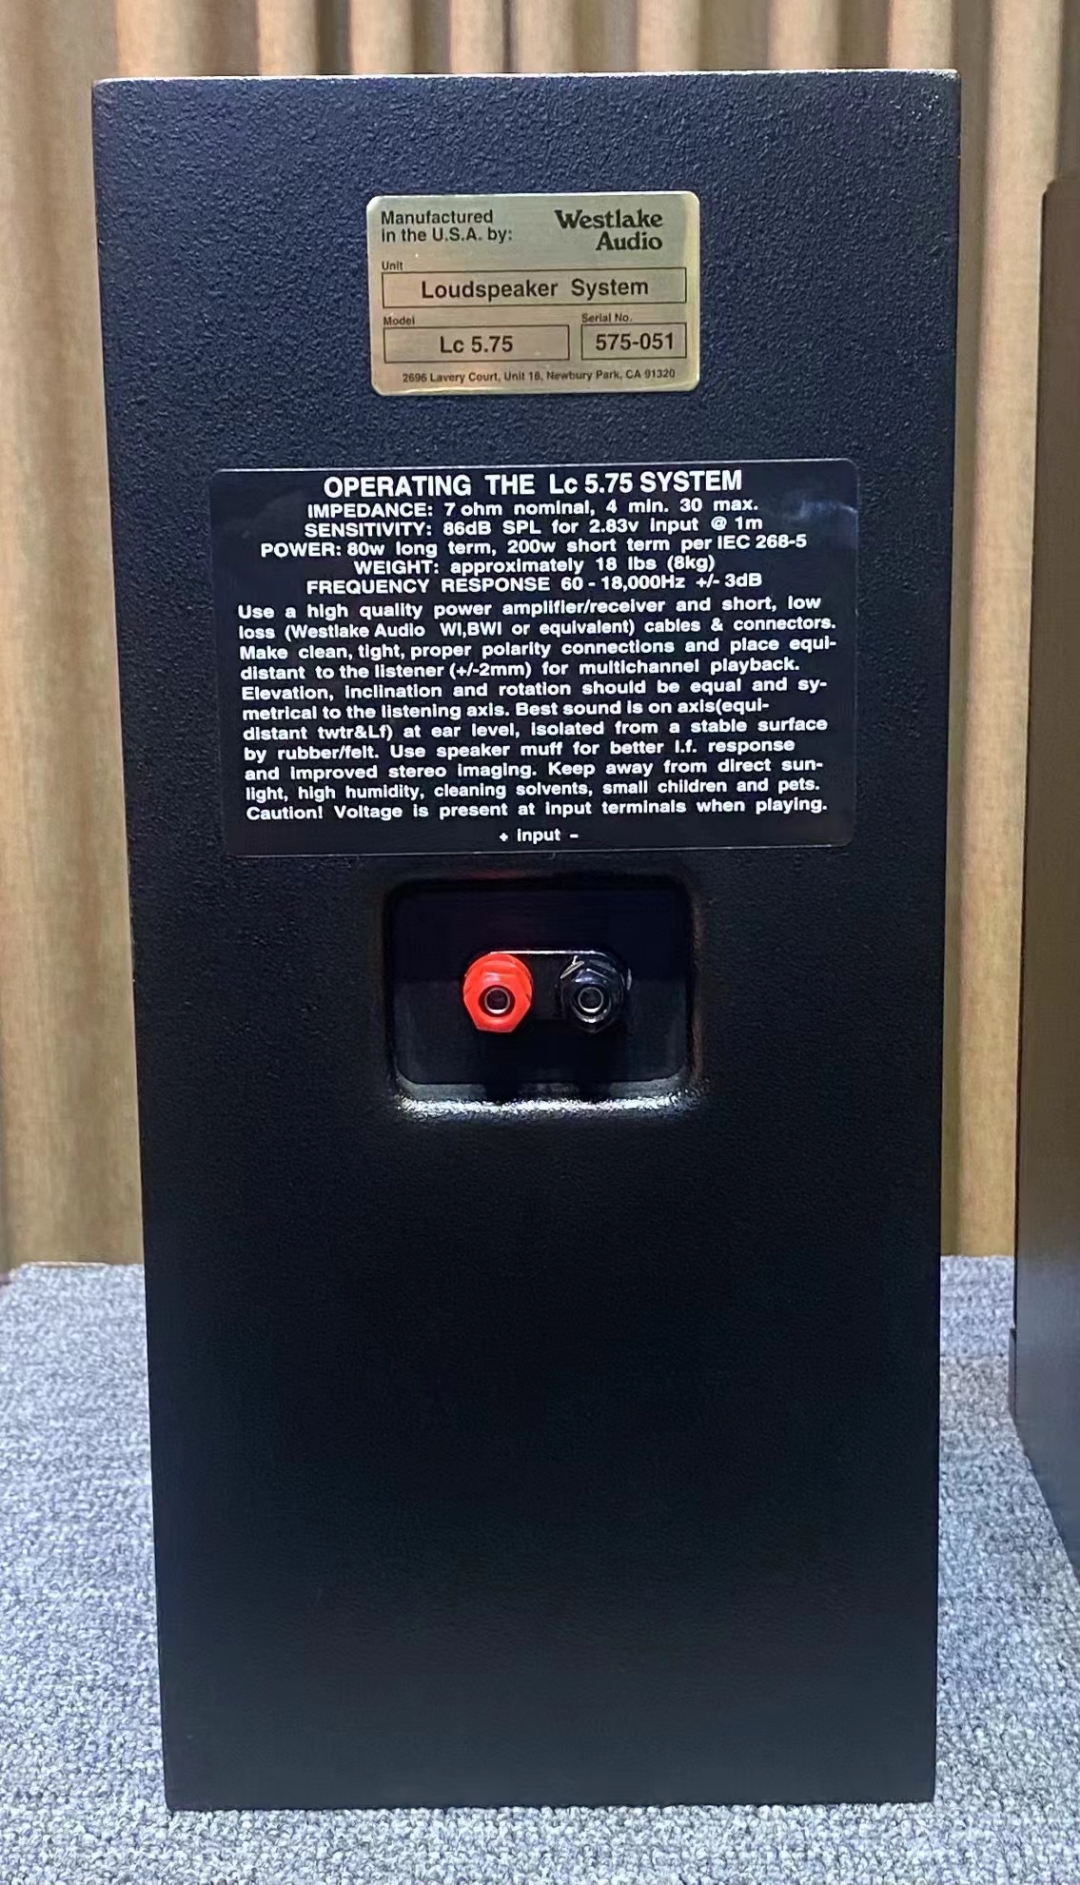 Manufactured
in the U.S.A. by:
Westlake
Audio
Unit
Loudspeaker System
Model
Serial No.
Lc 5.75
575-051
2696 Lavery Court, Unit 18, Newbury Park, CA 91320
OPERATING THE Lc 5.75 SYSTEM
IMPEDANCE: 7 ohm nominal, 4 min. 30 max.
SENSITIVITY: 86dB SPL for 2.83v input @ 1m
POWER: 80w long term, 200w short term per IEC 268-5
WEIGHT: approximately 18 lbs (8kg)
FREQUENCY RESPONSE 60 - 18,000Hz +/- 3dB
Use a high quality power amplifier/receiver and short, low
loss (Westlake Audio WI,BWI or equivalent) cables & connectors.
Make clean, tight, proper polarity connections and place equi-
distant to the listener (+/-2mm) for multichannel playback.
Elevation, inclination and rotation should be equal and sy-
metrical to the listening axis. Best sound is on axis(equi-
distant twtr&Lf) at ear level, isolated from a stable surface
by rubber/felt. Use speaker muff for better l.f. response
and improved stereo imaging. Keep away from direct sun-
light, high humidity, cleaning solvents, small children and pets.
Caution! Voltage is present at input terminals when playing.
+ input -